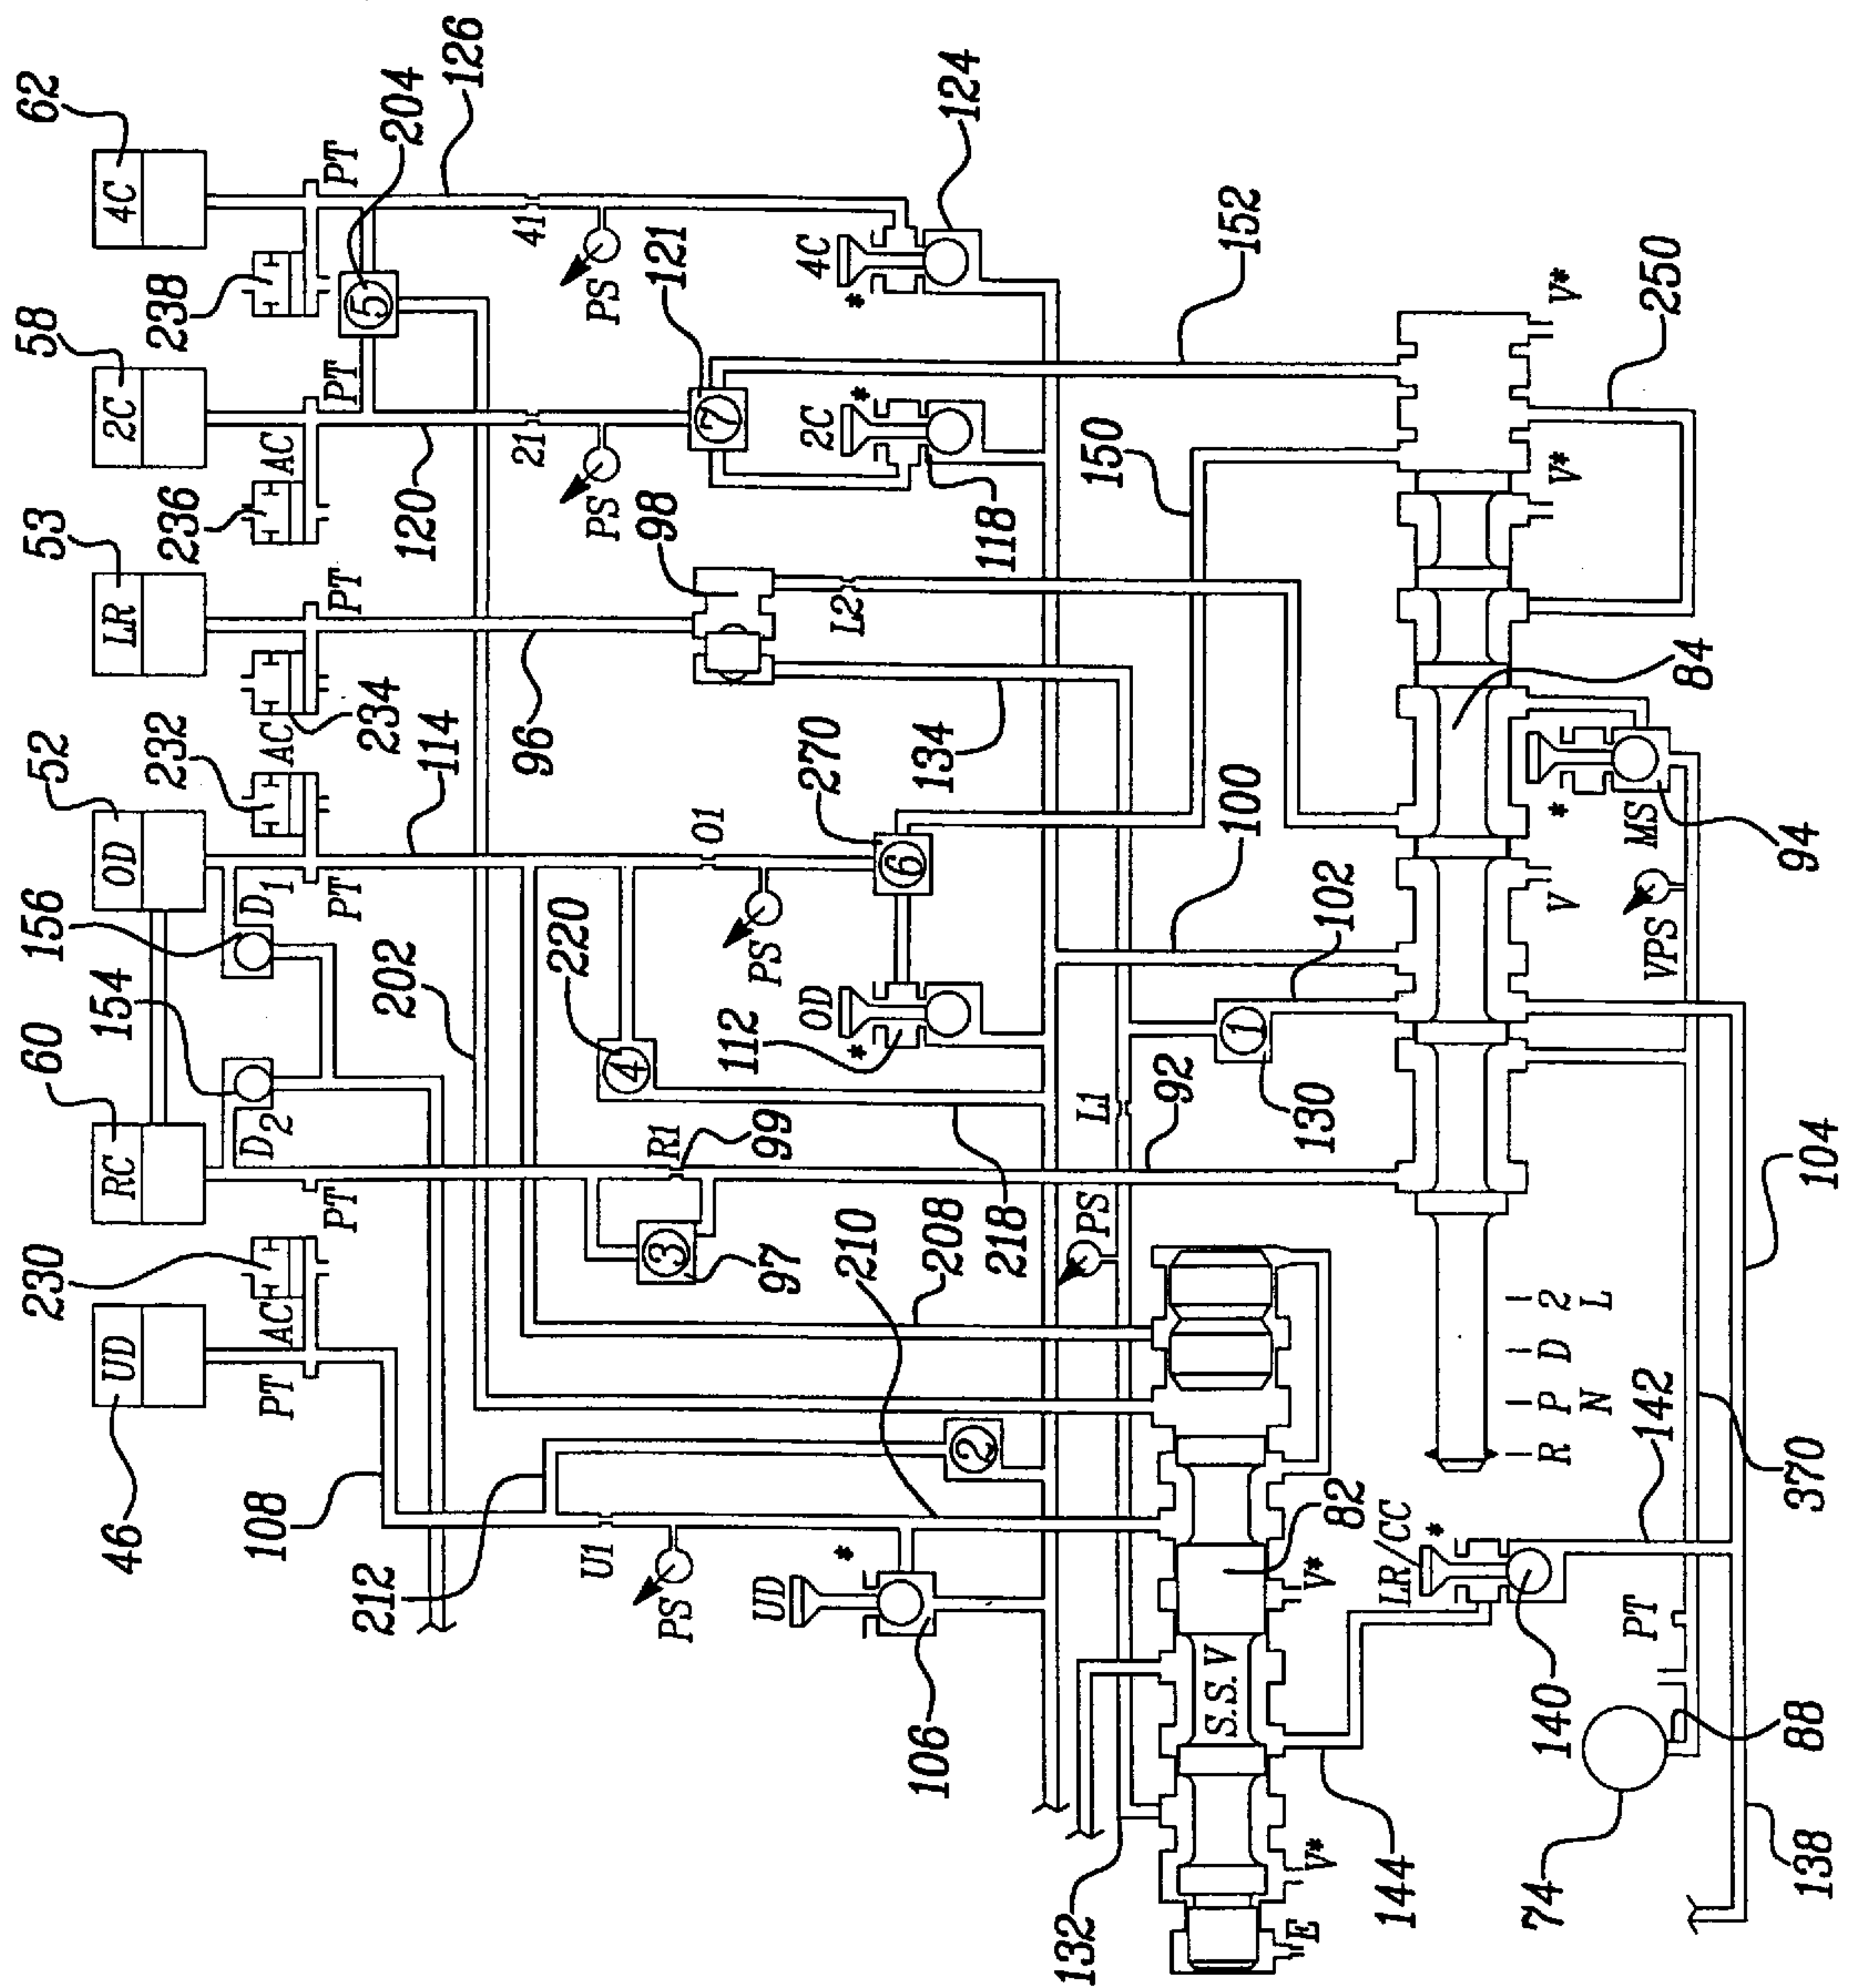 62
126
58
204
53
52
156
60
154
230
46
4C
2C
LR
OD
RC
UD
238
PT
5
PT
236
AC
PT
234
AC
232
D1
PT
D2
PT
AC
PT
120
96
114
202
108
41
21
PS
PS
121
7
98
L2
O1
270
6
PS
220
4
R1
99
3
97
212
U1
PS
4C
*
124
2C
*
118
134
OD
*
112
218
208
210
2
UD
*
106
152
150
100
102
1
130
L1
92
PS
82
S.S.V
V*
V*
E
132
144
V*
250
V*
84
MS
*
94
V
VPS
2
L
D
P
N
R
104
142
370
LR/CC
*
140
PT
74
88
138